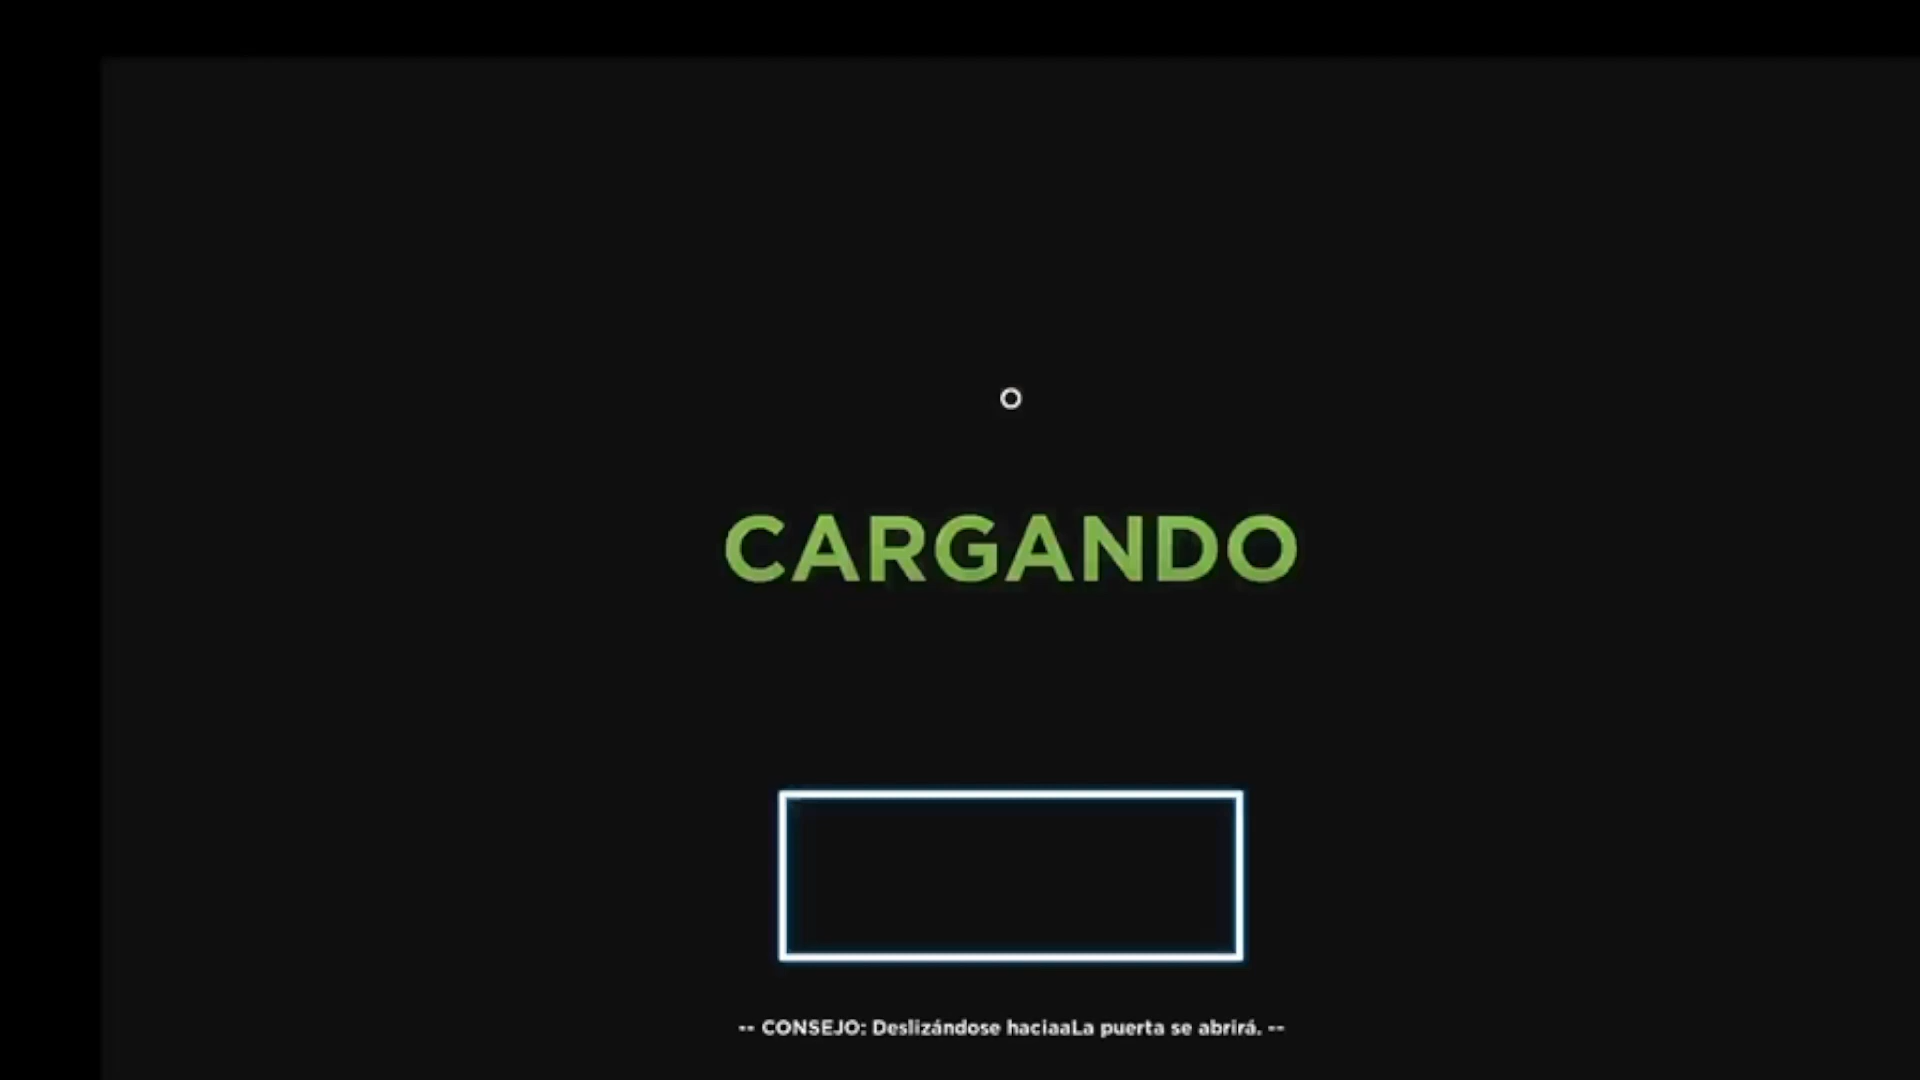 CARGANDO
-- CONSEJO: Deslizándose haciaaLa puerta se abrirá. --